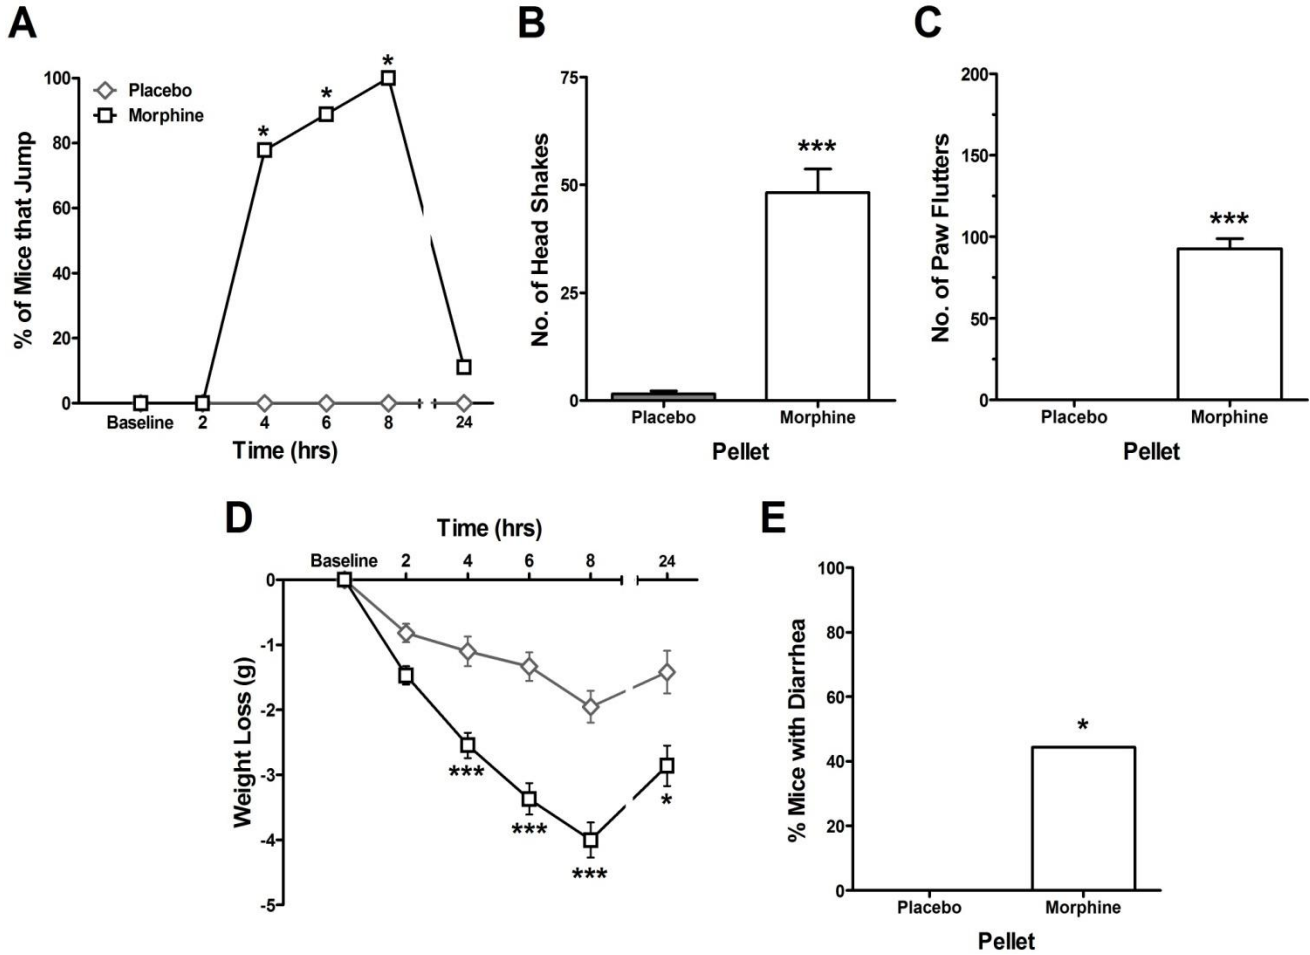 A
B
C
100
80
60
40
20
0
% of Mice that Jump
Placebo
Morphine
*
*
*
Baseline 2 4 6 8 24
Time (hrs)
75
50
25
0
No. of Head Shakes
***
Placebo Morphine
Pellet
200
150
100
50
0
No. of Paw Flutters
***
Placebo Morphine
Pellet
D
E
Time (hrs)
Baseline 2 4 6 8 24
0
-1
-2
-3
-4
-5
Weight Loss (g)
***
***
***
*
100
80
60
40
20
0
% Mice with Diarrhea
*
Placebo Morphine
Pellet